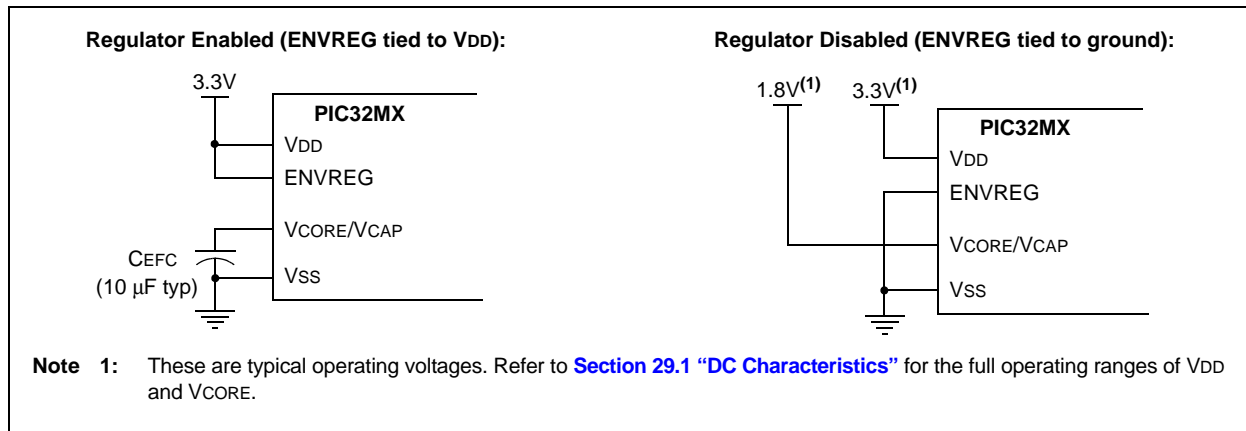 Regulator Enabled (ENVREG tied to VDD):
3.3V
PIC32MX
VDD
ENVREG
VCORE/VCAP
CEFC
(10 μF typ)
VSS
Regulator Disabled (ENVREG tied to ground):
1.8V(1) 3.3V(1)
PIC32MX
VDD
ENVREG
VCORE/VCAP
VSS
Note 1: These are typical operating voltages. Refer to Section 29.1 “DC Characteristics” for the full operating ranges of VDD
and VCORE.